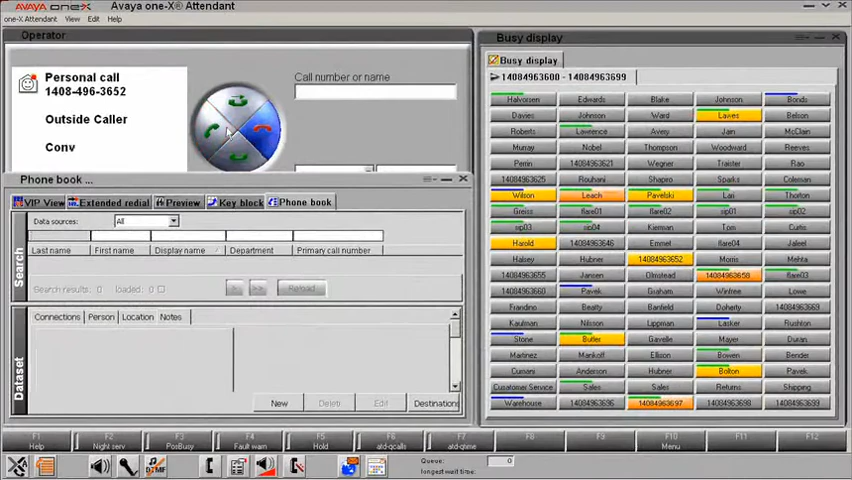 AVAYA one-X Avaya one-X® Attendant
one-X Attendant View Edit Help
Operator
Personal call
1408-496-3652
Outside Caller
Conv
Call number or name
Phone book ...
VIP View Extended redial Preview Key block Phone book
Data sources: All
Search
Last name First name Display name Department Primary call number
Search results: 0 loaded: 0 > >> Reload
Dataset
Connections Person Location Notes
New Delete Edit Destinations
Busy display
Busy display
14084963600 - 14084963699
Halvorsen Edwards Blake Johnson Bonds
Davies Johnson Ward Lawes Belson
Roberts Lawrence Avery Jain McClain
Murray Nobel Thompson Woodward Reeves
Perrin 14084963621 Wegner Traister Rao
14084963625 Rouhani Shapiro Sparks Coleman
Wilson Leach Pavelski Lari Thorton
Greiss flare01 flare02 sip01 sip02
sip03 sip04 Kierman Tom Curtis
Harold 14084963646 Emmet flare04 Jaleel
Halsey Hubner 14084963652 Morris Mehta
14084963655 Jansen Olmstead 14084963658 flare03
14084963660 Pavek Graham Winfree Lowe
Frandino Beatty Banfield Doherty 14084963669
Kaufman Nilsson Lippman Lasker Rushton
Stone Butler Gavelle Mayer Duran
Martinez Mankoff Ellison Bowen Bender
Cumani Anderson Hubner Bolton Pavek
Cusatomer Service Sales Sales Returns Shipping
Warehouse 14084963696 14084963697 14084963698 14084963699
F1 F2 F3 F4 F5 F6 F7 F8 F9 F10 F11 F12
Help Night serv PosBusy Fault warn Hold atd-qcalls atd-qtime Menu
DTMF
Queue: 0
longest wait time: